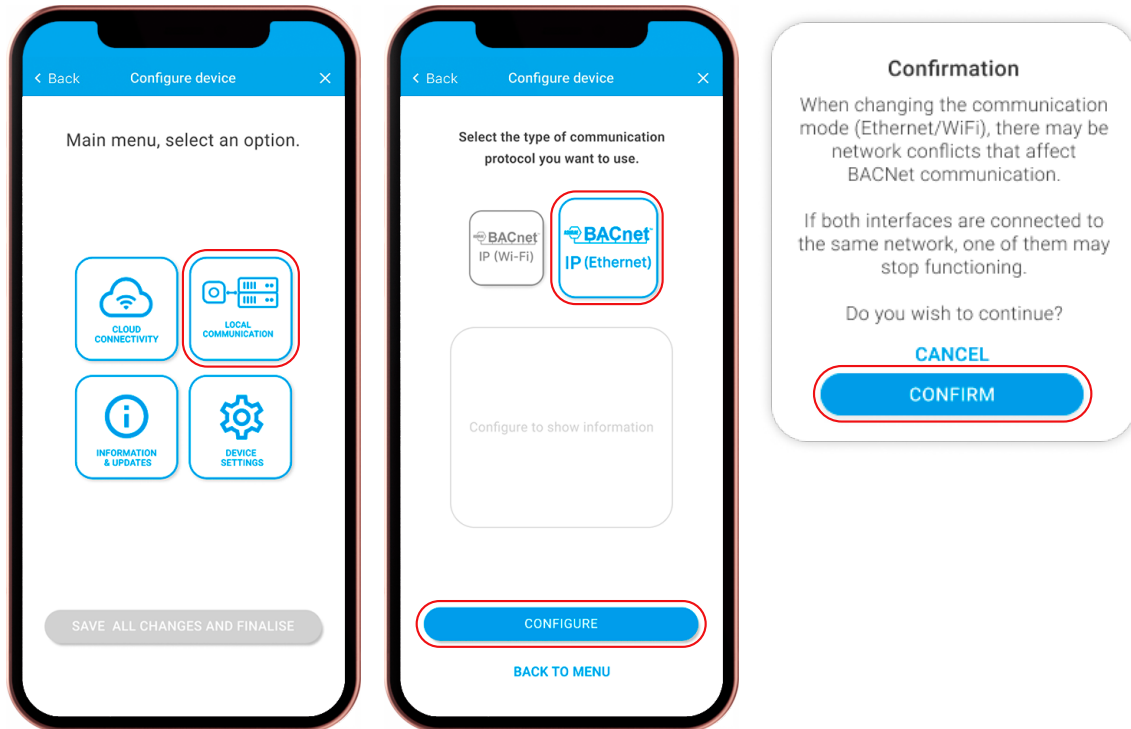 Back
Configure device
Main menu, select an option.
CLOUD
CONNECTIVITY
LOCAL
COMMUNICATION
INFORMATION
& UPDATES
DEVICE
SETTINGS
SAVE ALL CHANGES AND FINALISE
Back
Configure device
Select the type of communication
protocol you want to use.
BACnet
IP (Wi-Fi)
BACnet
IP (Ethernet)
Configure to show information
CONFIGURE
BACK TO MENU
Confirmation
When changing the communication
mode (Ethernet/WiFi), there may be
network conflicts that affect
BACNet communication.
If both interfaces are connected to
the same network, one of them may
stop functioning.
Do you wish to continue?
CANCEL
CONFIRM